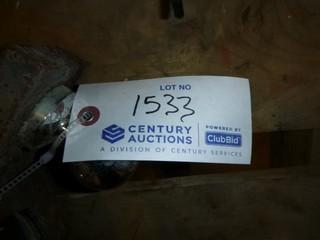 LOT NO
1533
CENTURY
AUCTIONS
A DIVISION OF CENTURY SERVICES
POWERED BY
ClubBid